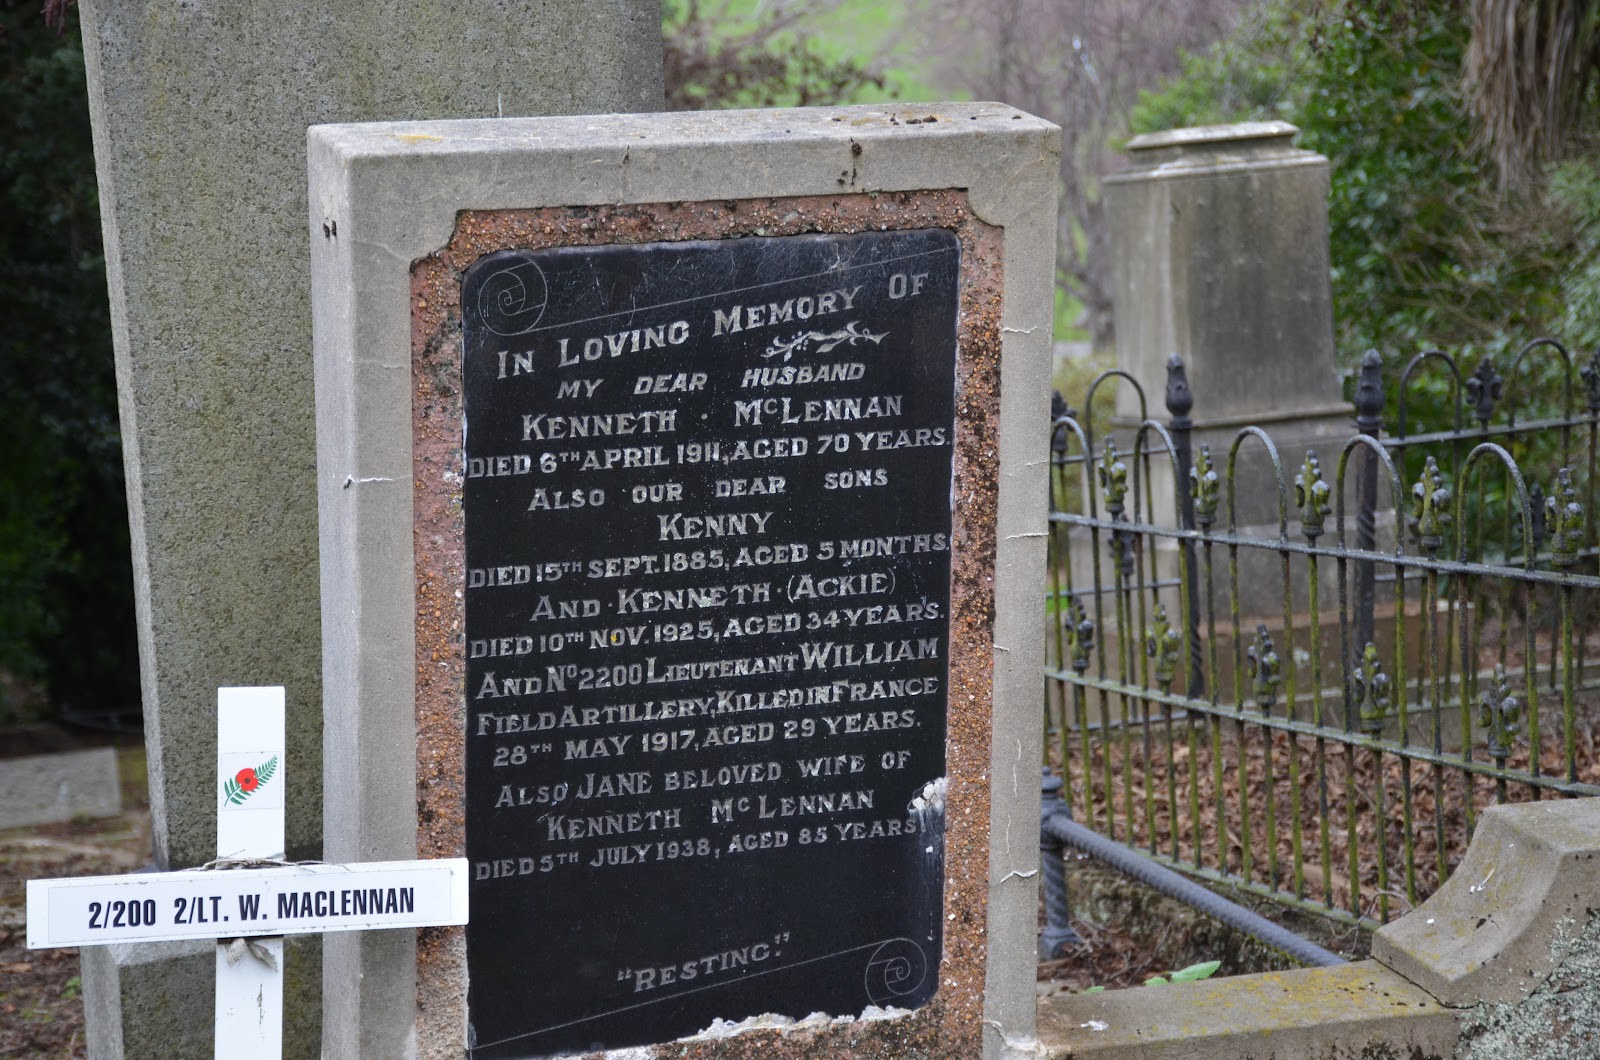 IN LOVING MEMORY OF
MY DEAR HUSBAND
KENNETH · MCLENNAN
DIED 6TH APRIL 1911, AGED 70 YEARS.
ALSO OUR DEAR SONS
KENNY
DIED 15TH SEPT. 1885, AGED 5 MONTHS.
AND · KENNETH · (ACKIE)
DIED 10TH NOV. 1925, AGED 34 YEARS.
AND NO 2200 LIEUTENANT WILLIAM
FIELD ARTILLERY, KILLED IN FRANCE
28TH MAY 1917, AGED 29 YEARS.
ALSO JANE BELOVED WIFE OF
KENNETH MCLENNAN
DIED 5TH JULY 1938, AGED 85 YEARS
"RESTING."
2/200 2/LT. W. MACLENNAN